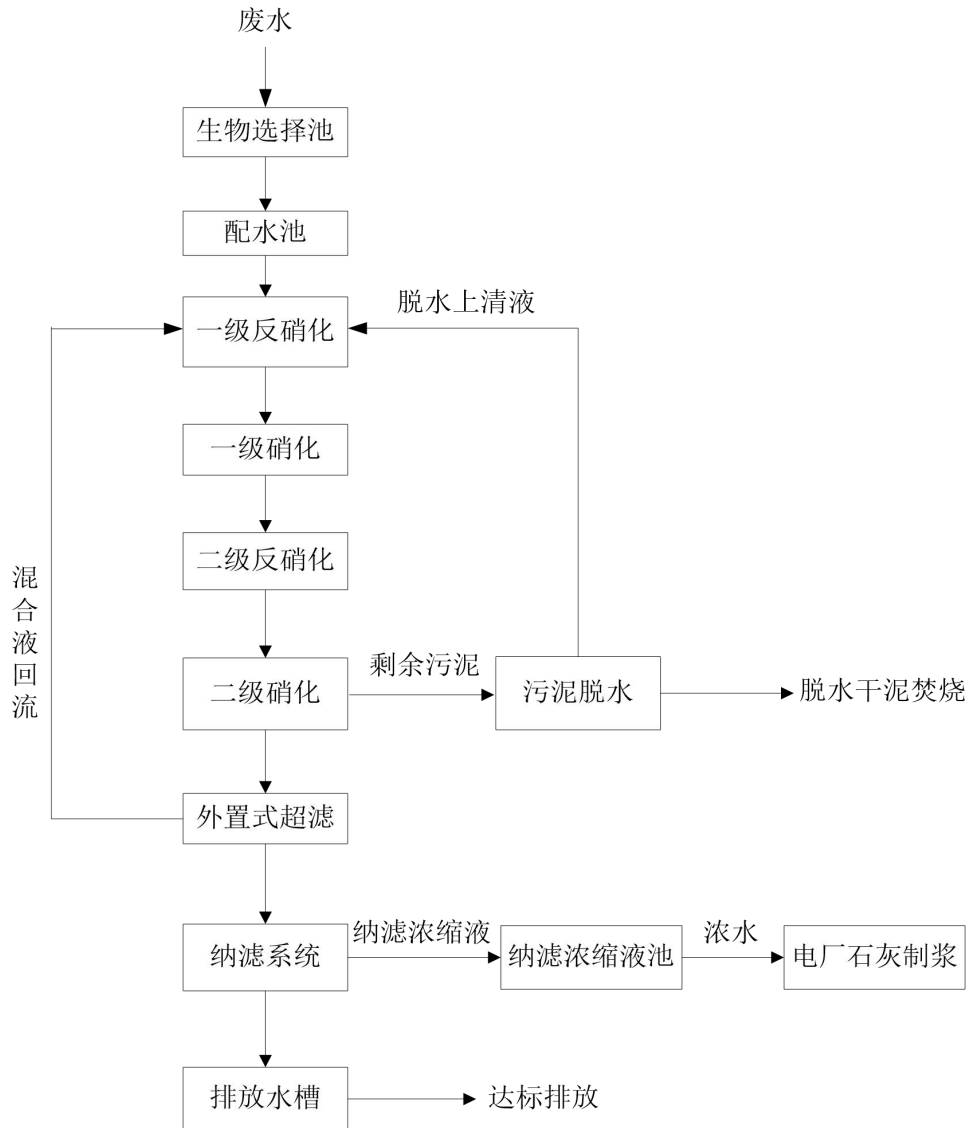 废水
生物选择池
配水池
脱水上清液
一级反硝化
一级硝化
二级反硝化
混合液回流
剩余污泥
二级硝化
污泥脱水
脱水干泥焚烧
外置式超滤
纳滤浓缩液
浓水
纳滤系统
纳滤浓缩液池
电厂石灰制浆
排放水槽
达标排放